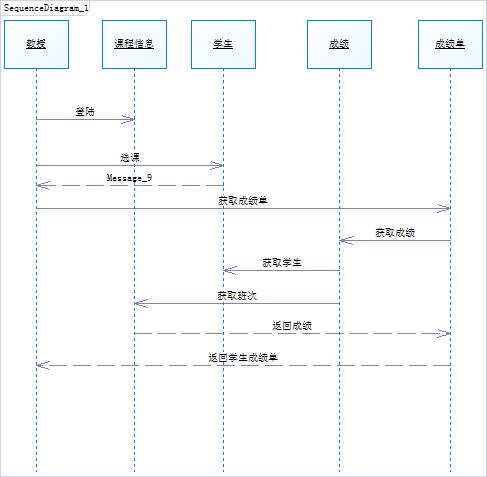 SequenceDiagram_1
教授
课程信息
学生
成绩
成绩单
登陆
选课
Message_9
获取成绩单
获取成绩
获取学生
获取班次
返回成绩
返回学生成绩单